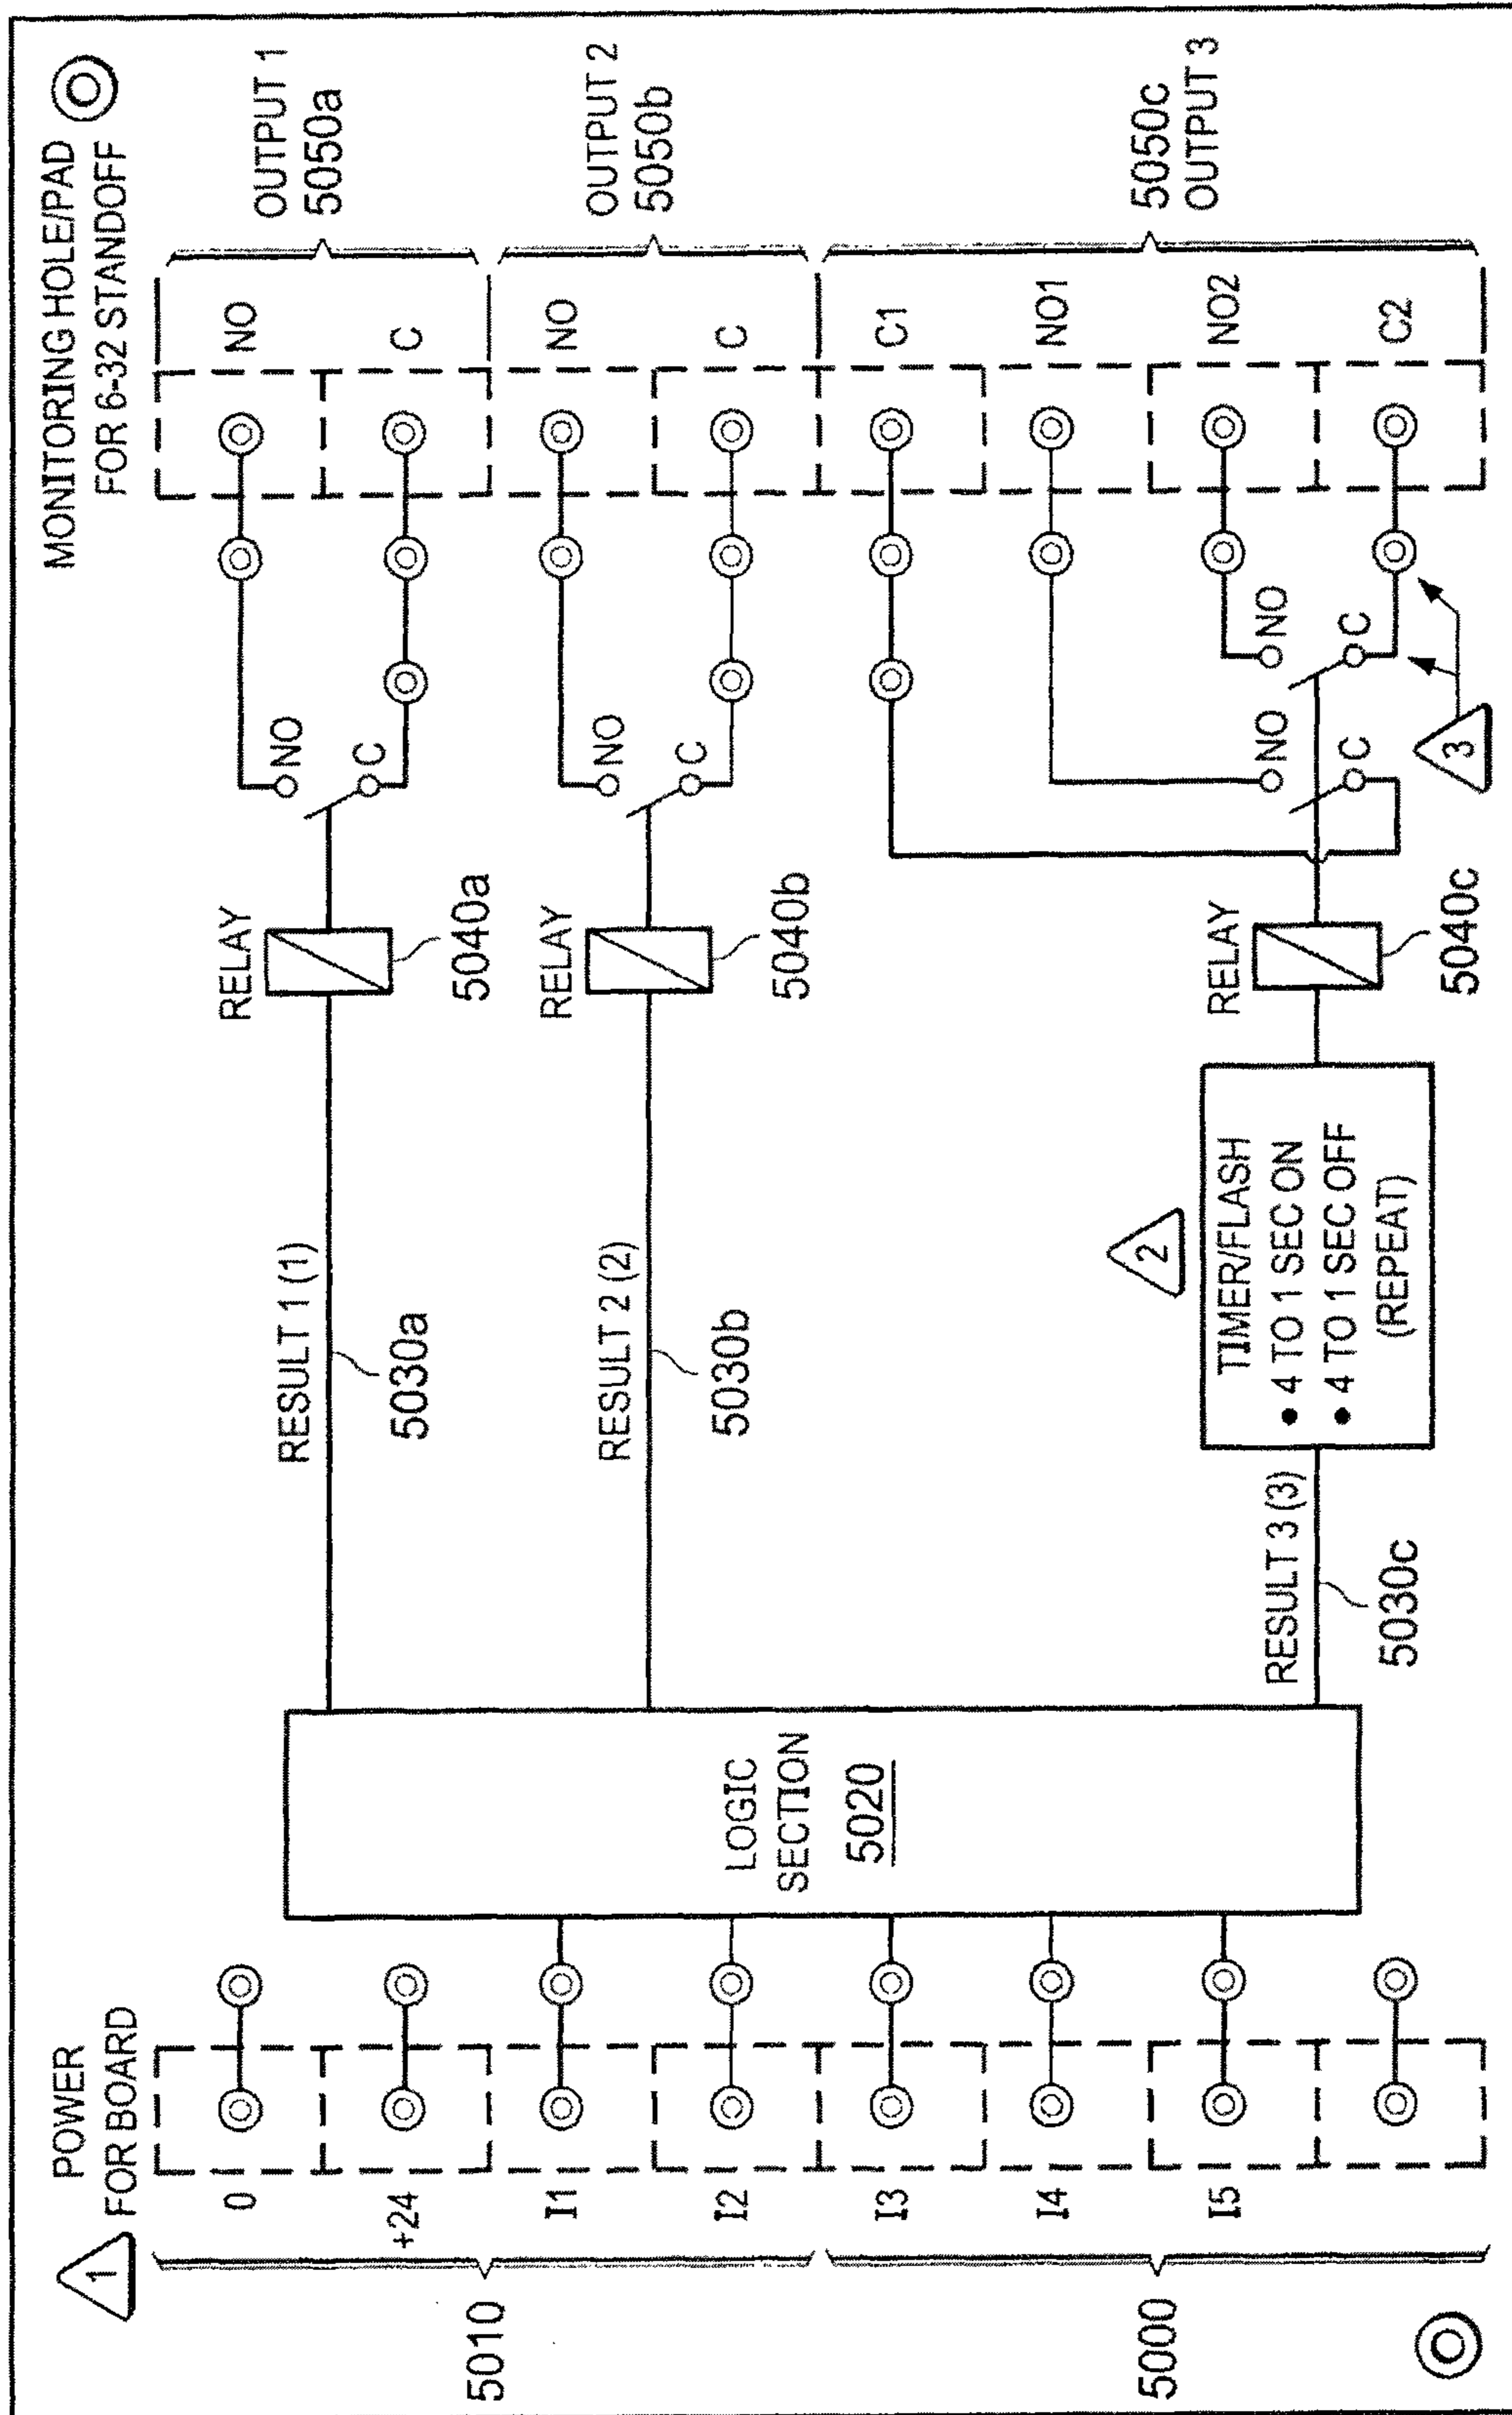 MONITORING HOLE/PAD
FOR 6-32 STANDOFF
1
POWER
FOR BOARD
0
+24
I1
I2
I3
I4
I5
5010
5000
LOGIC
SECTION
5020
RESULT 1 (1)
5030a
RESULT 2 (2)
5030b
RESULT 3 (3)
5030c
2
TIMER/FLASH
• 4 TO 1 SEC ON
• 4 TO 1 SEC OFF
(REPEAT)
RELAY
5040a
RELAY
5040b
RELAY
5040c
NO
C
NO
C
NO
C
NO
C
3
NO
C
NO
C
C1
NO1
NO2
C2
OUTPUT 1
5050a
OUTPUT 2
5050b
5050c
OUTPUT 3